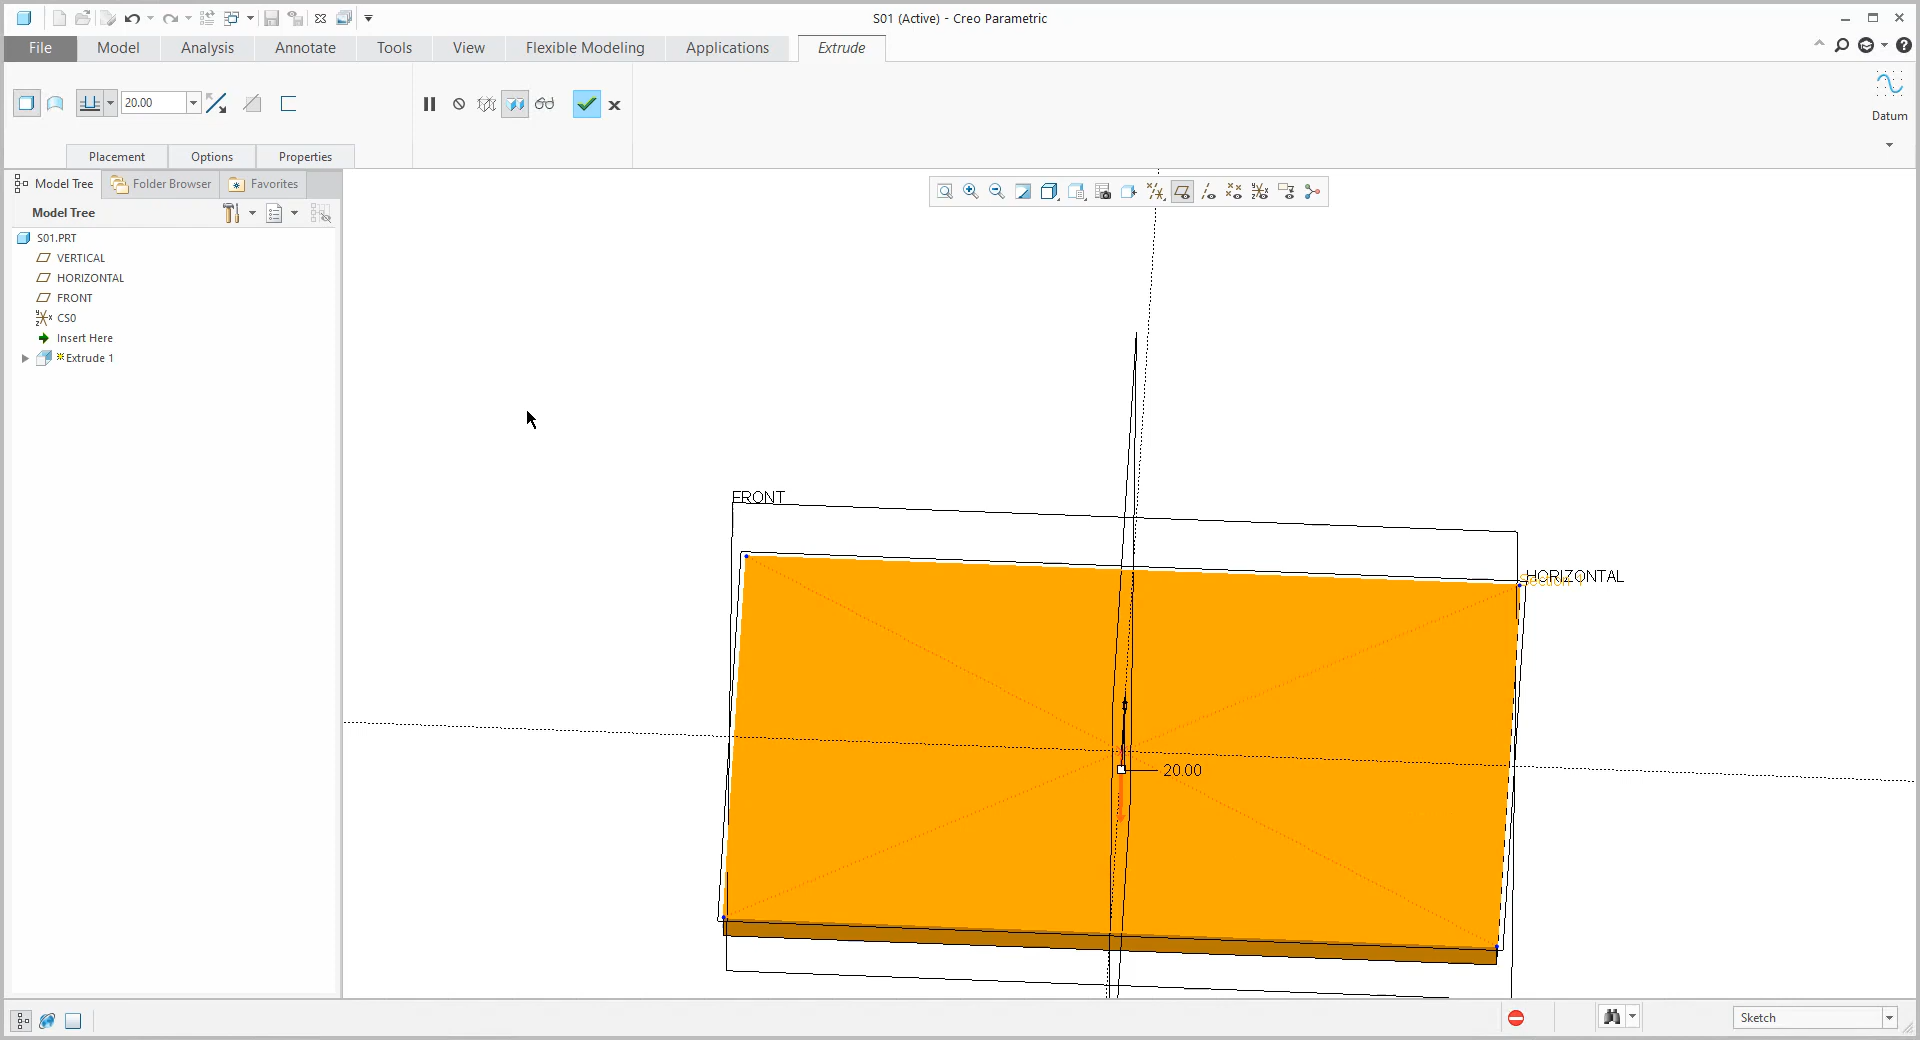 S01 (Active) - Creo Parametric
File Model Analysis Annotate Tools View Flexible Modeling Applications Extrude
20.00
Datum
Placement Options Properties
Model Tree Folder Browser Favorites
Model Tree
S01.PRT
VERTICAL
HORIZONTAL
FRONT
CS0
Insert Here
Extrude 1
FRONT
HORIZONTAL
Section 1
20.00
Sketch